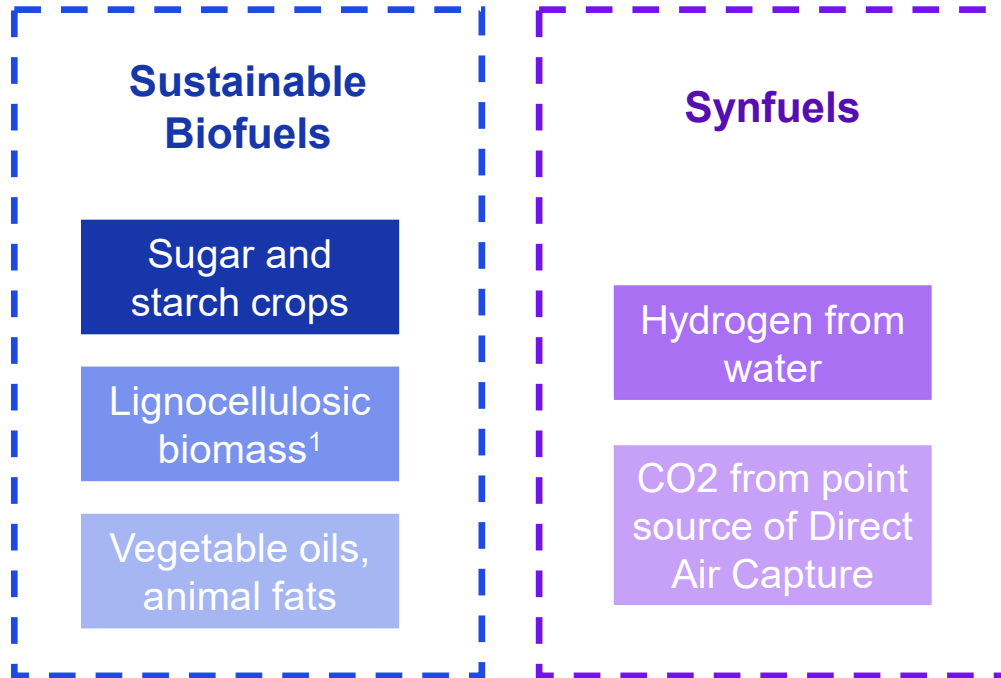 Sustainable
Biofuels
Sugar and
starch crops
Lignocellulosic
biomass¹
Vegetable oils,
animal fats
Synfuels
Hydrogen from
water
CO2 from point
source of Direct
Air Capture